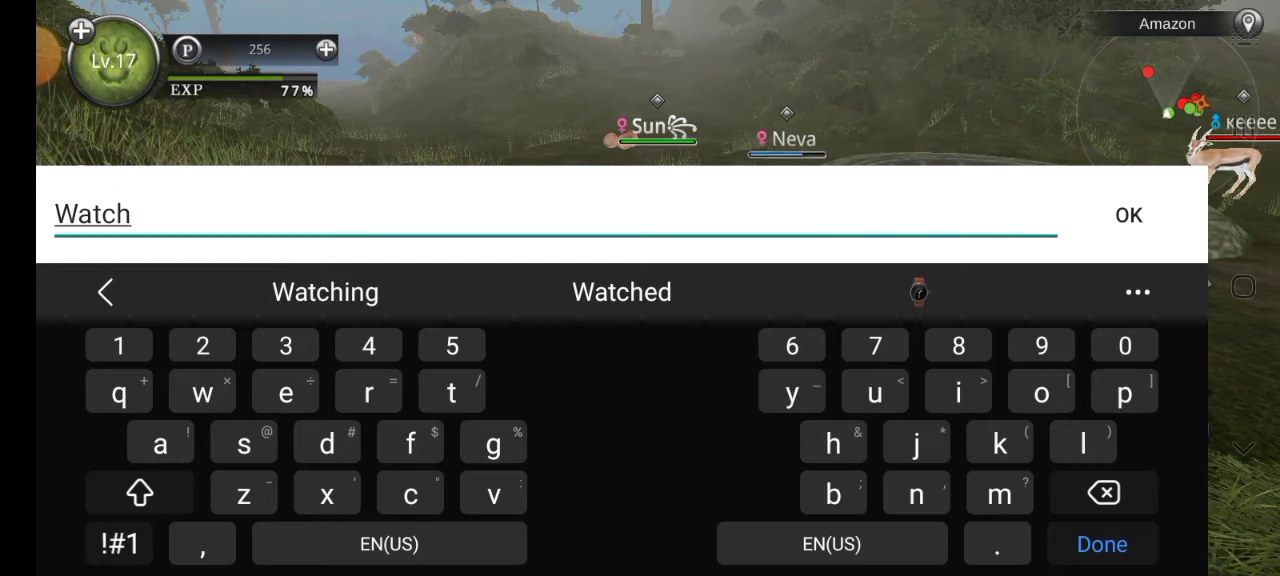 Amazon
Lv.17
P 256
EXP 77%
Sun
Neva
кeeee
Watch
OK
Watching Watched
1 2 3 4 5 6 7 8 9 0
q + w × e ÷ r = t / y _ u < i > o [ p ]
a ! s @ d # f $ g % h & j * k ( l )
z - x ' c " v : b ; n , m ?
!#1 , EN(US) EN(US) . Done